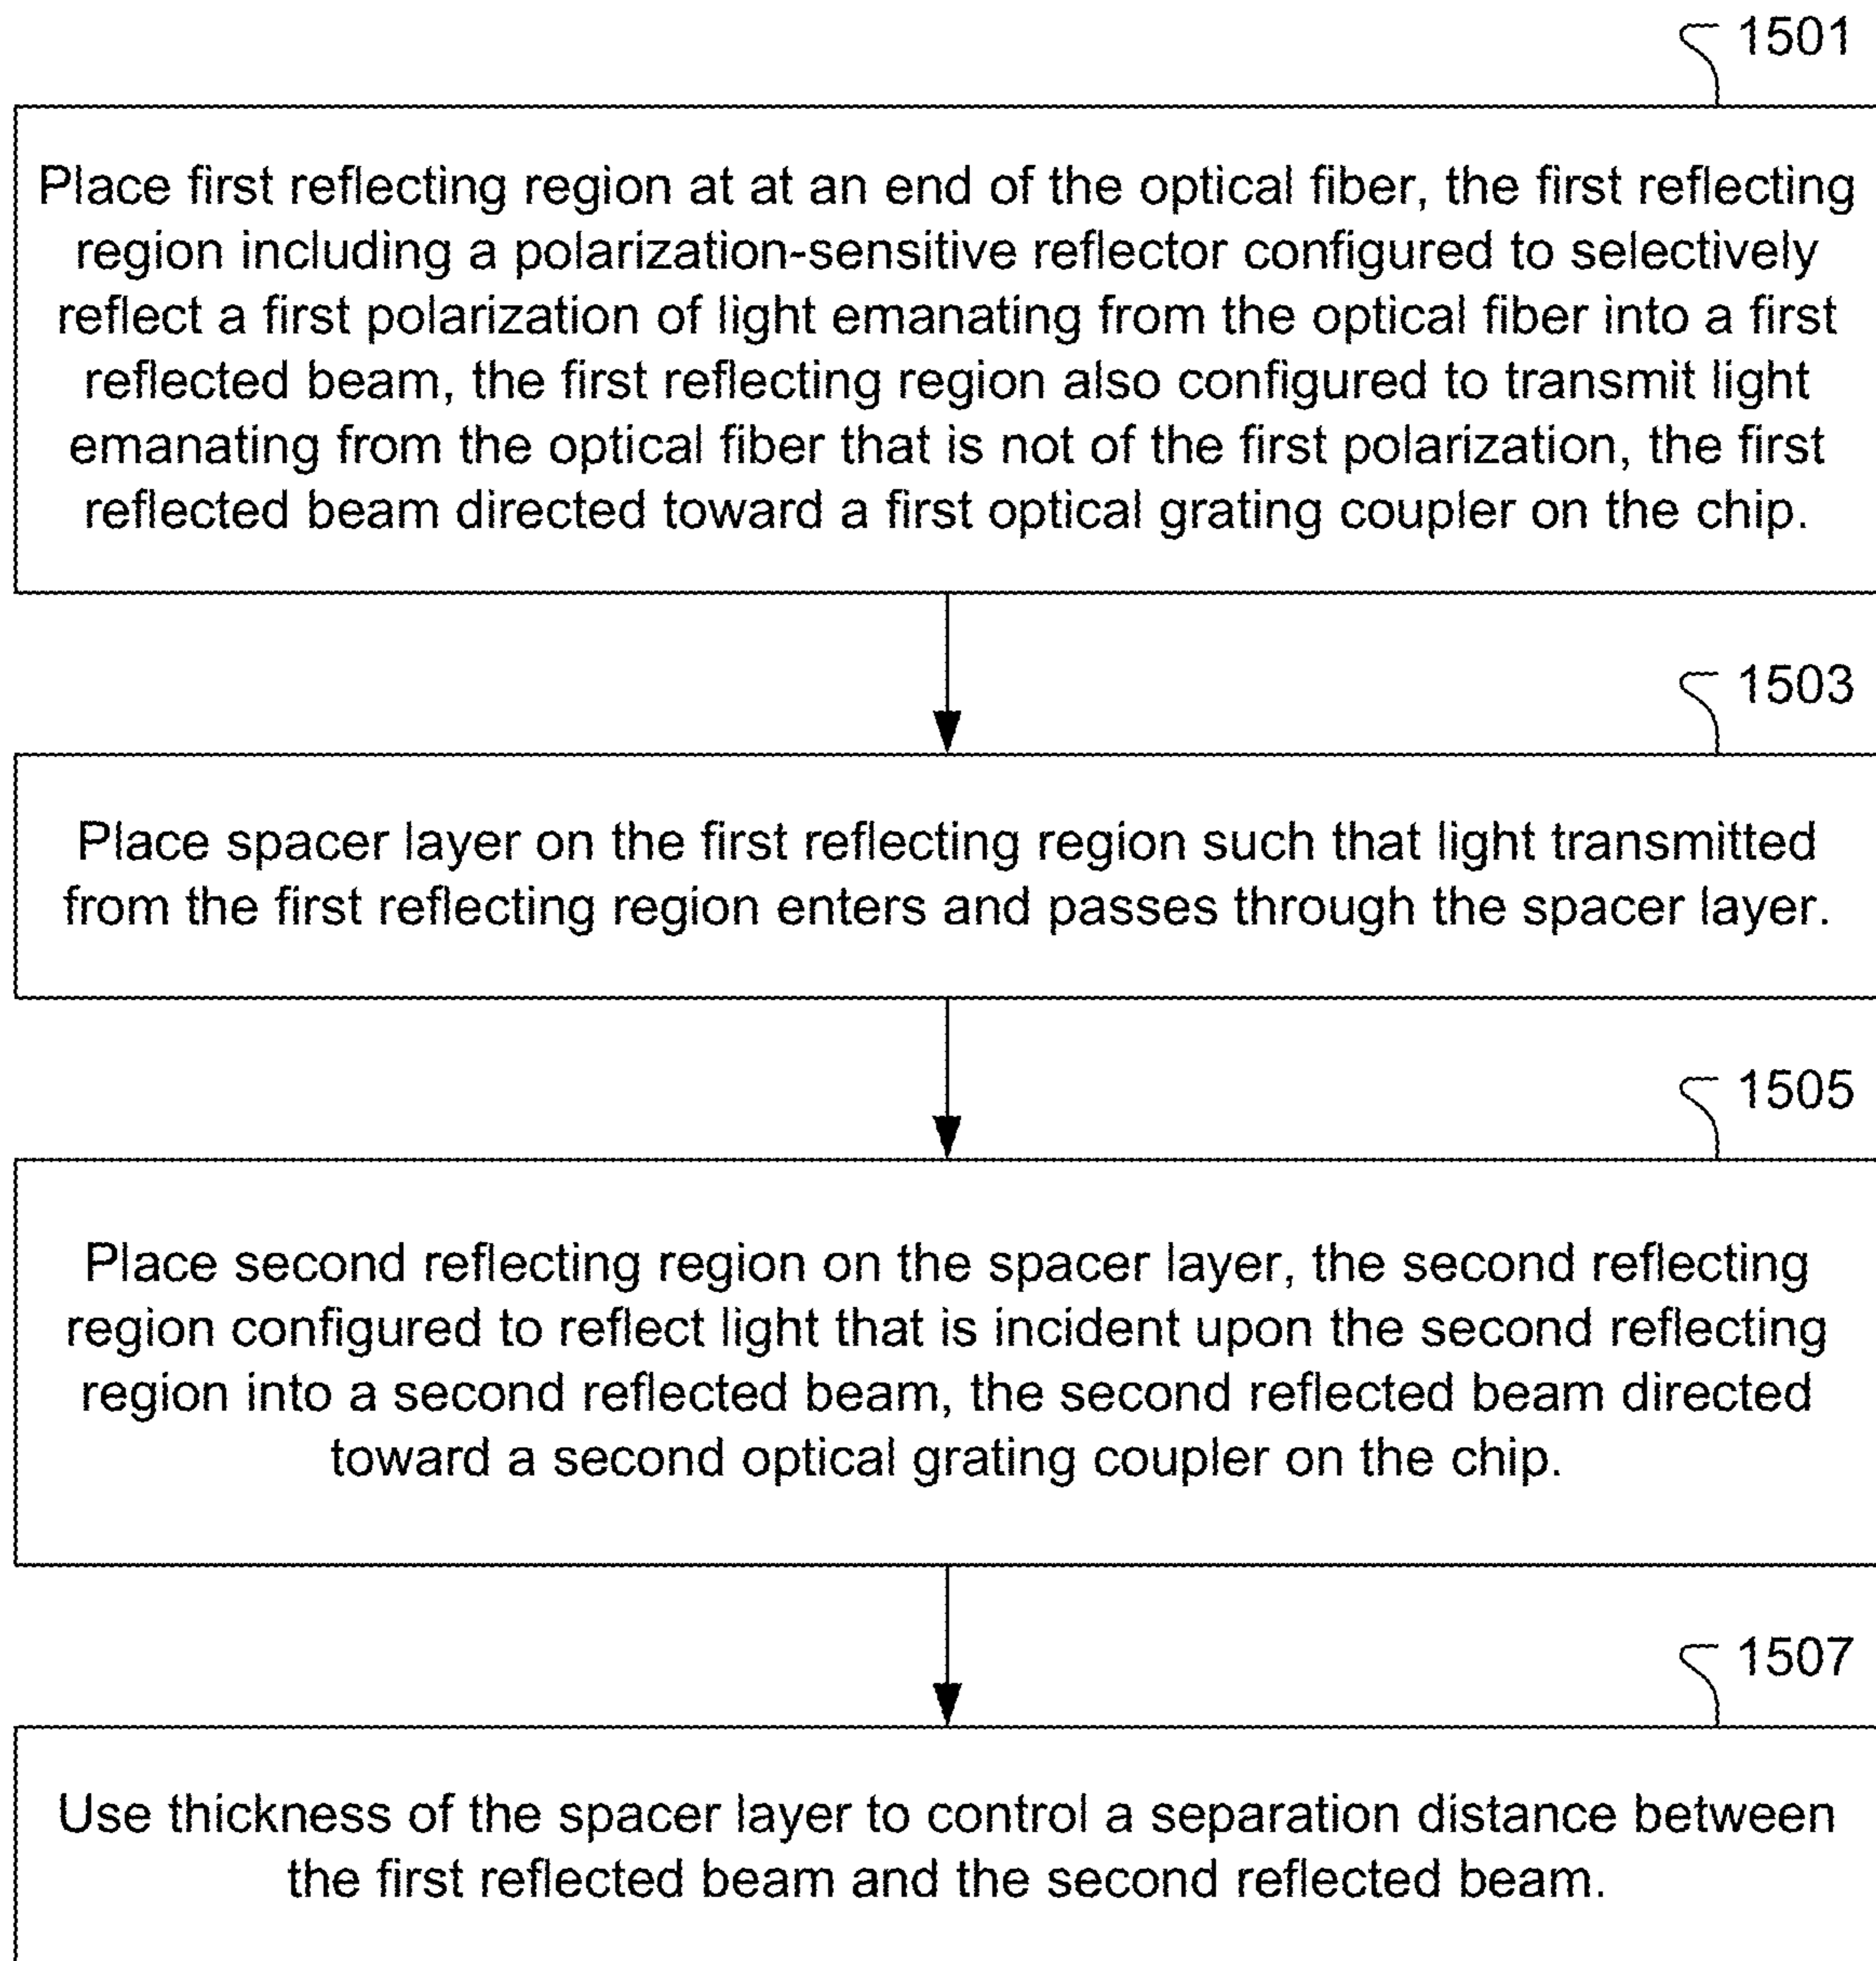 1501
Place first reflecting region at at an end of the optical fiber, the first reflecting
region including a polarization-sensitive reflector configured to selectively
reflect a first polarization of light emanating from the optical fiber into a first
reflected beam, the first reflecting region also configured to transmit light
emanating from the optical fiber that is not of the first polarization, the first
reflected beam directed toward a first optical grating coupler on the chip.
1503
Place spacer layer on the first reflecting region such that light transmitted
from the first reflecting region enters and passes through the spacer layer.
1505
Place second reflecting region on the spacer layer, the second reflecting
region configured to reflect light that is incident upon the second reflecting
region into a second reflected beam, the second reflected beam directed
toward a second optical grating coupler on the chip.
1507
Use thickness of the spacer layer to control a separation distance between
the first reflected beam and the second reflected beam.